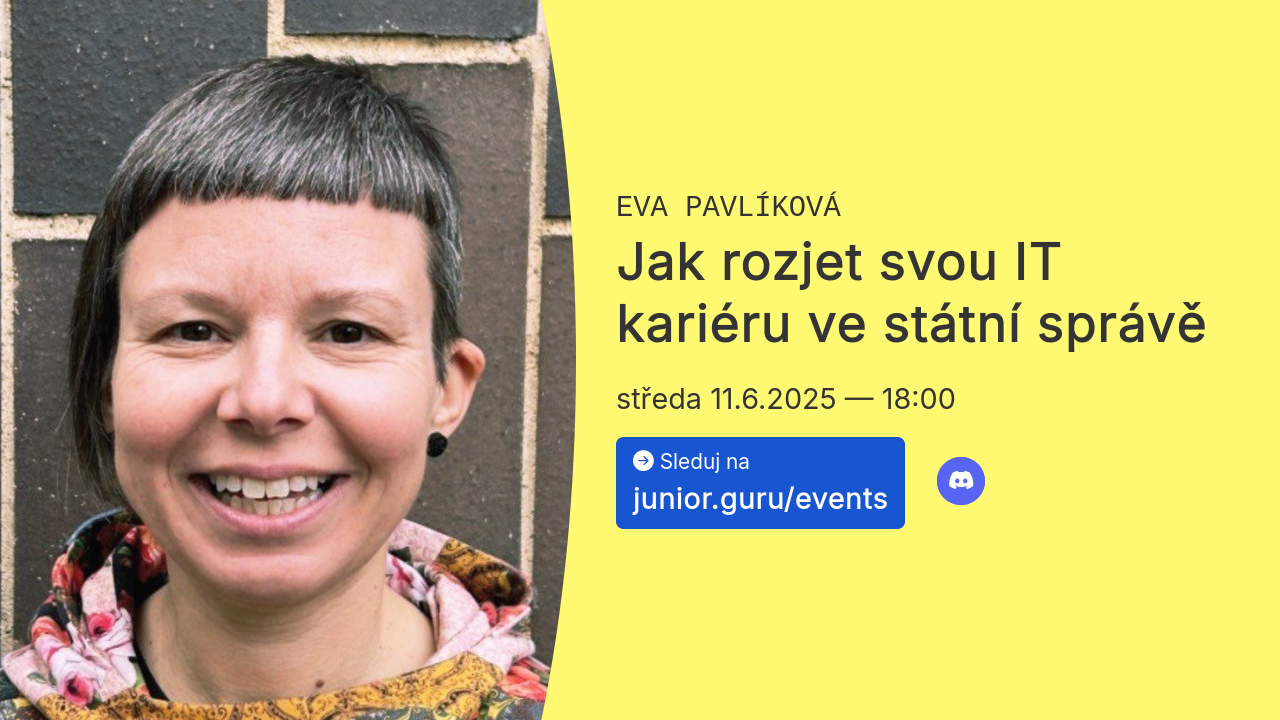 EVA PAVLÍKOVÁ
Jak rozjet svou IT
kariéru ve státní správě
středa 11.6.2025 — 18:00
Sleduj na
junior.guru/events